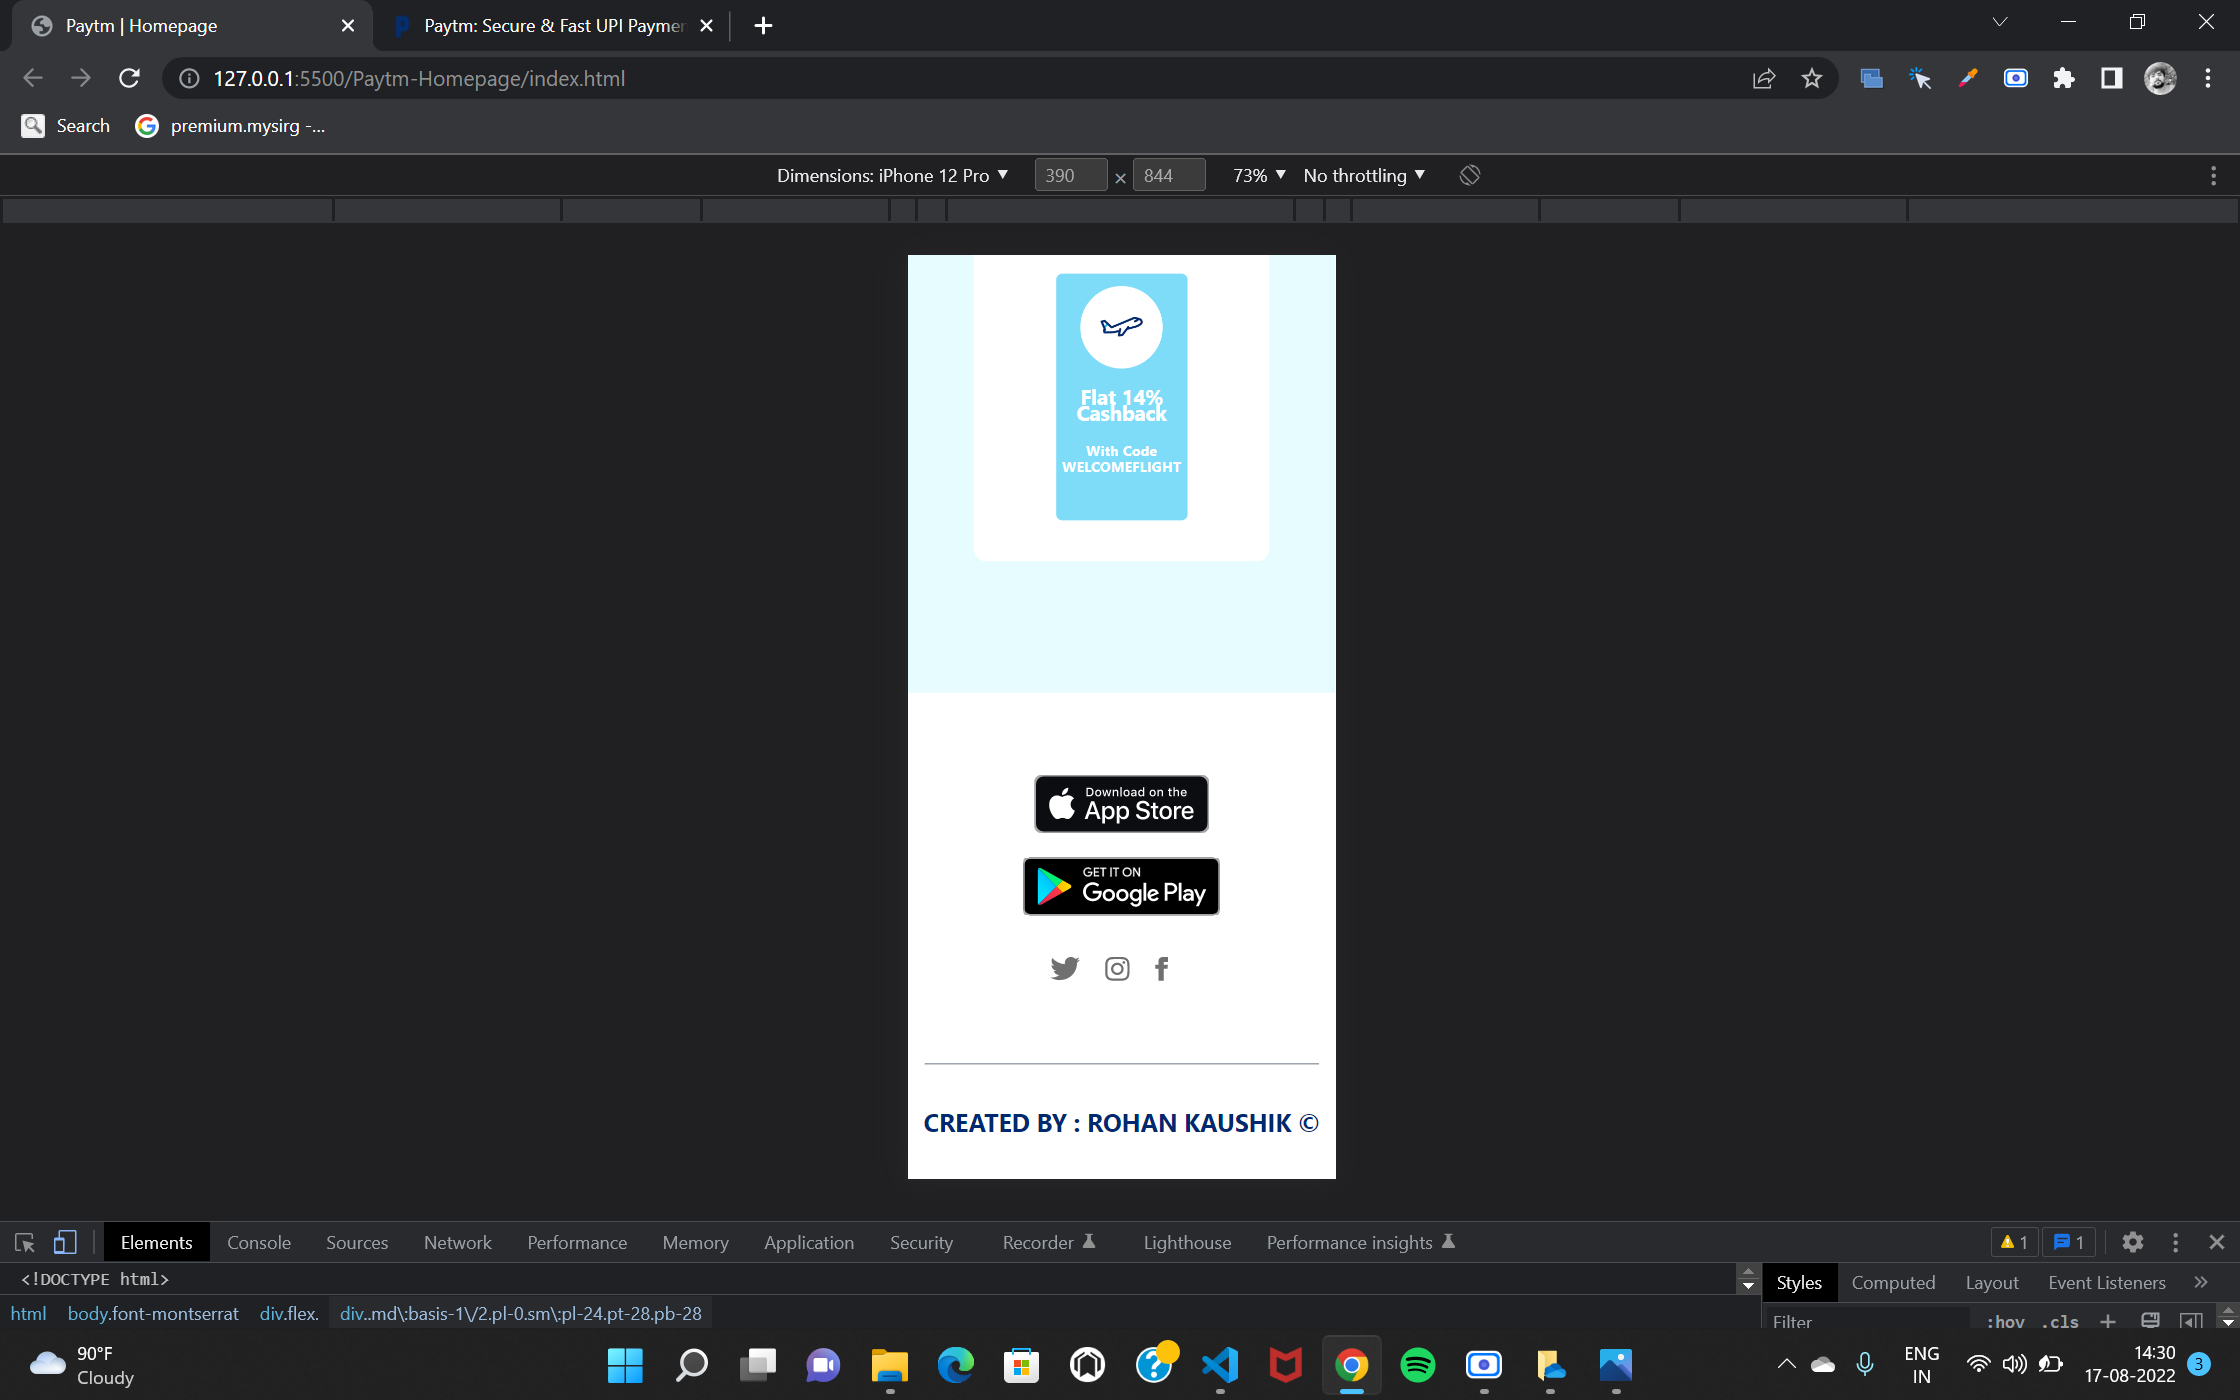 Paytm | Homepage
Paytm: Secure & Fast UPI Paymen
127.0.0.1:5500/Paytm-Homepage/index.html
Search
premium.mysirg -...
Dimensions: iPhone 12 Pro ▼ 390 × 844 73% ▼ No throttling ▼
Flat 14%
Cashback
With Code
WELCOMEFLIGHT
Download on the
App Store
GET IT ON
Google Play
CREATED BY : ROHAN KAUSHIK ©
Elements Console Sources Network Performance Memory Application Security Recorder Lighthouse Performance insights 1 1
<!DOCTYPE html>
Styles Computed Layout Event Listeners »
html body.font-montserrat div.flex. div..md\:basis-1\/2.pl-0.sm\:pl-24.pt-28.pb-28
Filter :hov .cls +
90°F
Cloudy
ENG
IN
14:30
17-08-2022
3